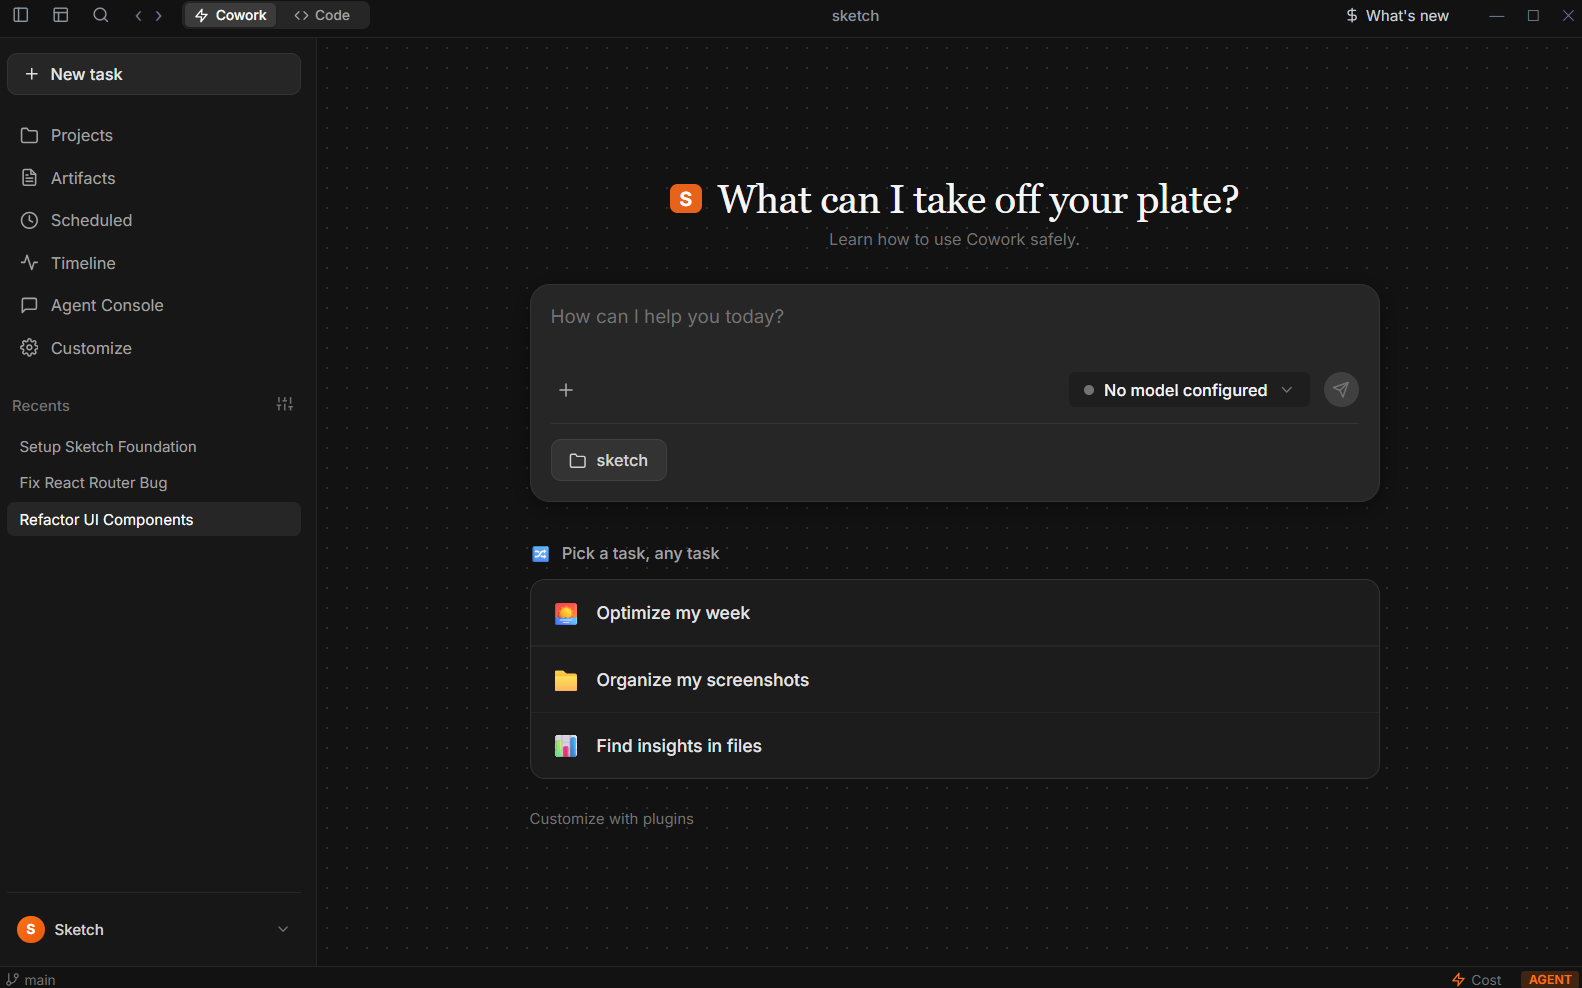 Cowork
Code
sketch
What's new
New task
Projects
Artifacts
Scheduled
Timeline
Agent Console
Customize
Recents
Setup Sketch Foundation
Fix React Router Bug
Refactor UI Components
S
Sketch
S What can I take off your plate?
Learn how to use Cowork safely.
How can I help you today?
No model configured
sketch
Pick a task, any task
Optimize my week
Organize my screenshots
Find insights in files
Customize with plugins
main
Cost
AGENT